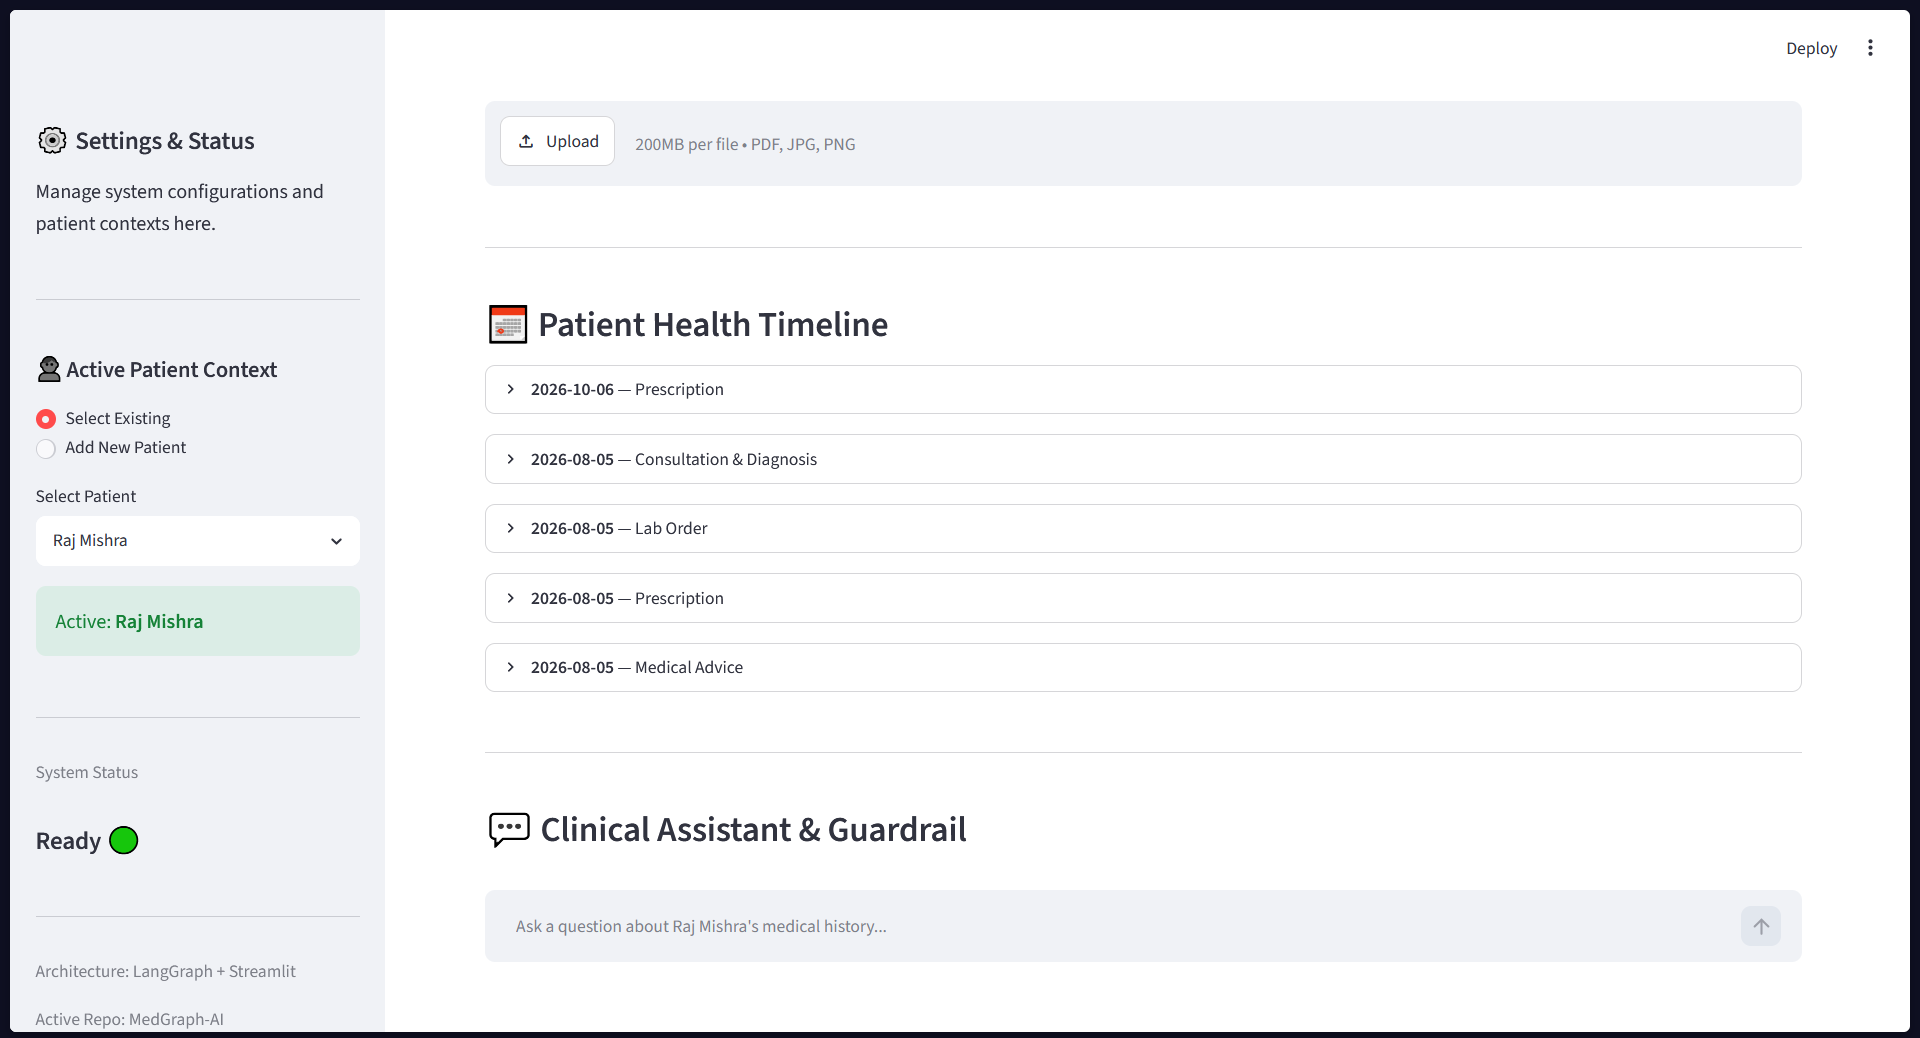 Deploy
Settings & Status
Manage system configurations and
patient contexts here.
Active Patient Context
Select Existing
Add New Patient
Select Patient
Raj Mishra
Active: Raj Mishra
System Status
Ready
Architecture: LangGraph + Streamlit
Active Repo: MedGraph-AI
Upload
200MB per file • PDF, JPG, PNG
Patient Health Timeline
2026-10-06 — Prescription
2026-08-05 — Consultation & Diagnosis
2026-08-05 — Lab Order
2026-08-05 — Prescription
2026-08-05 — Medical Advice
Clinical Assistant & Guardrail
Ask a question about Raj Mishra's medical history...